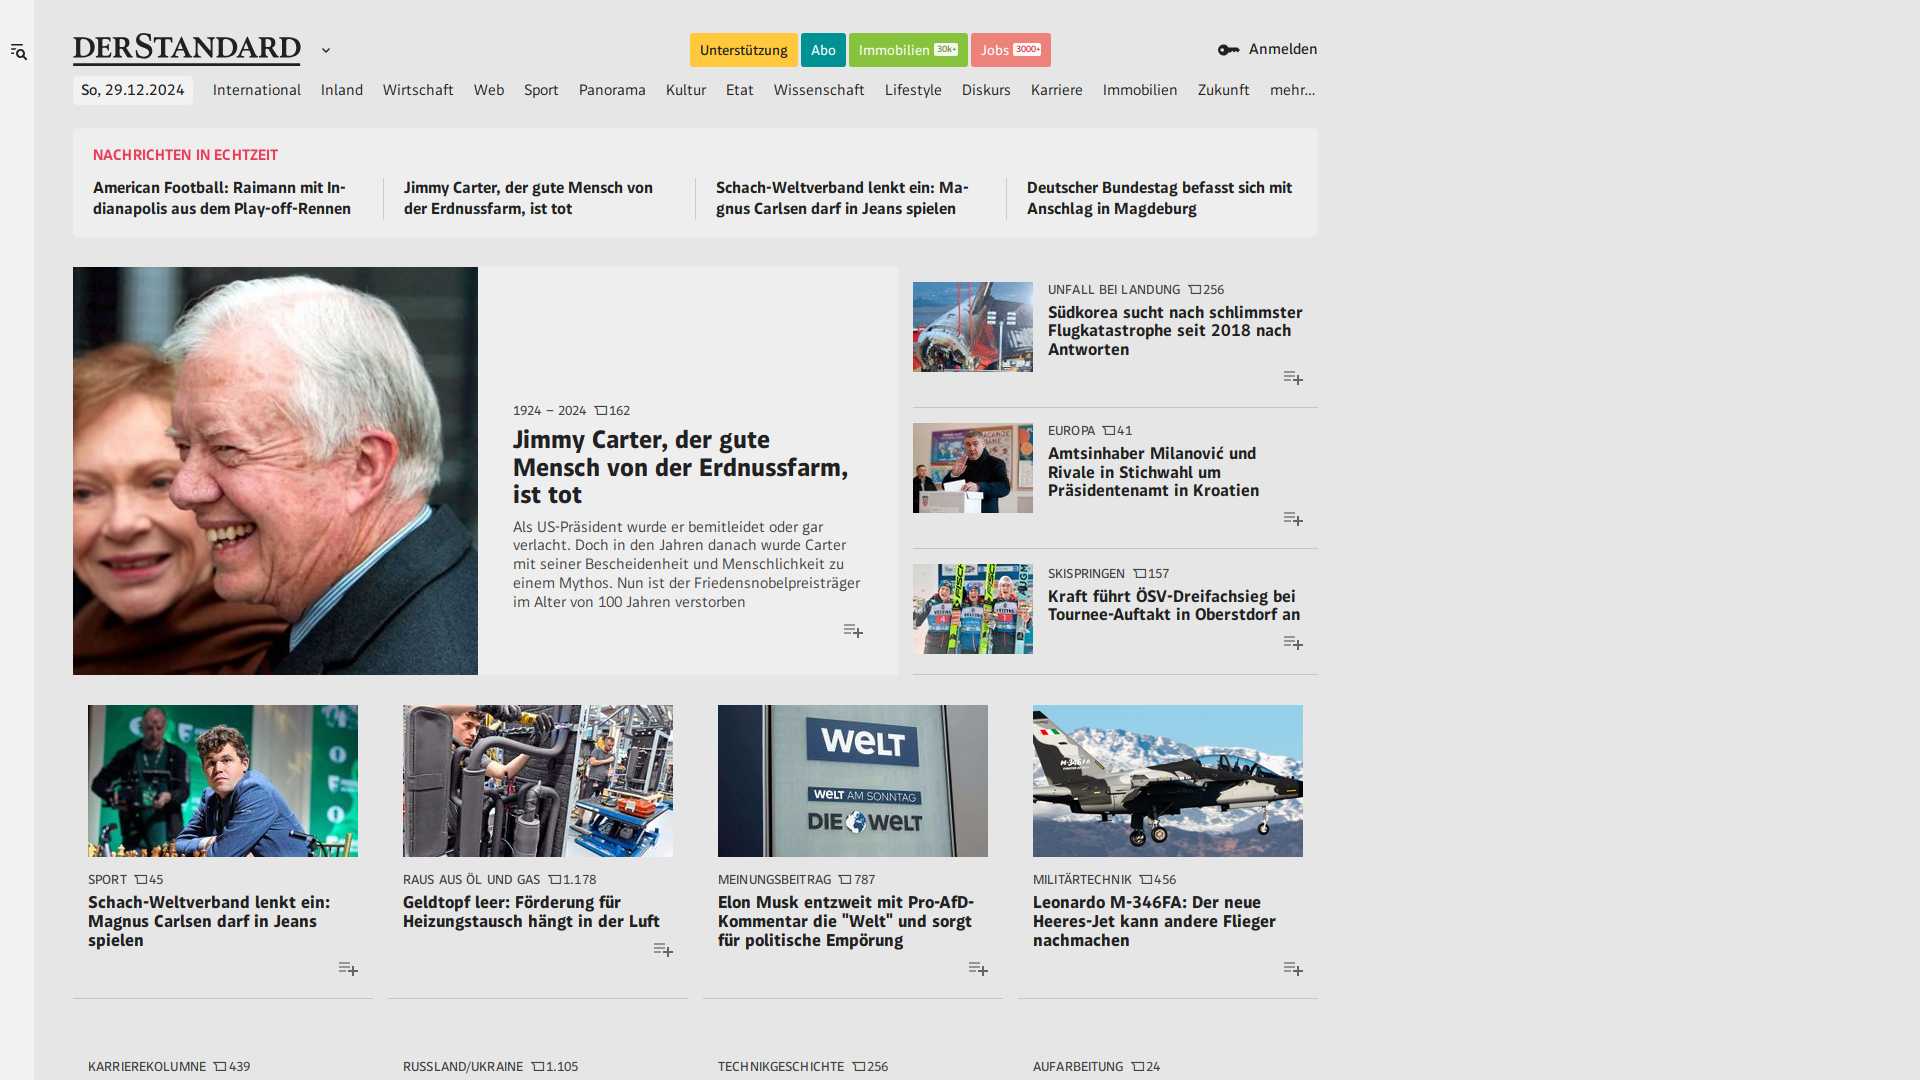 DERSTANDARD
Unterstützung
Abo
Immobilien 30k+
Jobs 3000+
Anmelden
So, 29.12.2024
International
Inland
Wirtschaft
Web
Sport
Panorama
Kultur
Etat
Wissenschaft
Lifestyle
Diskurs
Karriere
Immobilien
Zukunft
mehr...
NACHRICHTEN IN ECHTZEIT
American Football: Raimann mit In-
dianapolis aus dem Play-off-Rennen
Jimmy Carter, der gute Mensch von
der Erdnussfarm, ist tot
Schach-Weltverband lenkt ein: Ma-
gnus Carlsen darf in Jeans spielen
Deutscher Bundestag befasst sich mit
Anschlag in Magdeburg
1924 – 2024 162
Jimmy Carter, der gute
Mensch von der Erdnussfarm,
ist tot
Als US-Präsident wurde er bemitleidet oder gar
verlacht. Doch in den Jahren danach wurde Carter
mit seiner Bescheidenheit und Menschlichkeit zu
einem Mythos. Nun ist der Friedensnobelpreisträger
im Alter von 100 Jahren verstorben
UNFALL BEI LANDUNG 256
Südkorea sucht nach schlimmster
Flugkatastrophe seit 2018 nach
Antworten
EUROPA 41
Amtsinhaber Milanović und
Rivale in Stichwahl um
Präsidentenamt in Kroatien
SKISPRINGEN 157
Kraft führt ÖSV-Dreifachsieg bei
Tournee-Auftakt in Oberstdorf an
SPORT 45
Schach-Weltverband lenkt ein:
Magnus Carlsen darf in Jeans
spielen
RAUS AUS ÖL UND GAS 1.178
Geldtopf leer: Förderung für
Heizungstausch hängt in der Luft
WELT
WELT AM SONNTAG
DIE WELT
MEINUNGSBEITRAG 787
Elon Musk entzweit mit Pro-AfD-
Kommentar die "Welt" und sorgt
für politische Empörung
M-346FA
MILITÄRTECHNIK 456
Leonardo M-346FA: Der neue
Heeres-Jet kann andere Flieger
nachmachen
KARRIEREKOLUMNE 439
RUSSLAND/UKRAINE 1.105
TECHNIKGESCHICHTE 256
AUFARBEITUNG 24